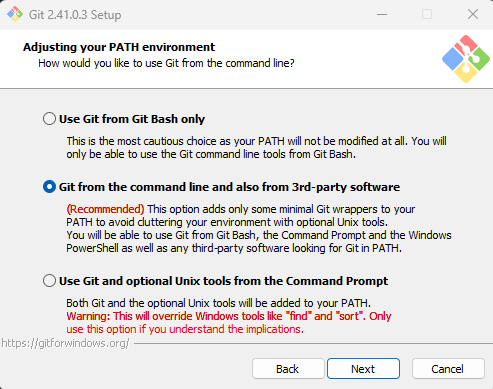 Git 2.41.0.3 Setup
Adjusting your PATH environment
How would you like to use Git from the command line?
Use Git from Git Bash only
This is the most cautious choice as your PATH will not be modified at all. You will
only be able to use the Git command line tools from Git Bash.
Git from the command line and also from 3rd-party software
(Recommended) This option adds only some minimal Git wrappers to your
PATH to avoid cluttering your environment with optional Unix tools.
You will be able to use Git from Git Bash, the Command Prompt and the Windows
PowerShell as well as any third-party software looking for Git in PATH.
Use Git and optional Unix tools from the Command Prompt
Both Git and the optional Unix tools will be added to your PATH.
Warning: This will override Windows tools like "find" and "sort". Only
use this option if you understand the implications.
https://gitforwindows.org/
Back Next Cancel